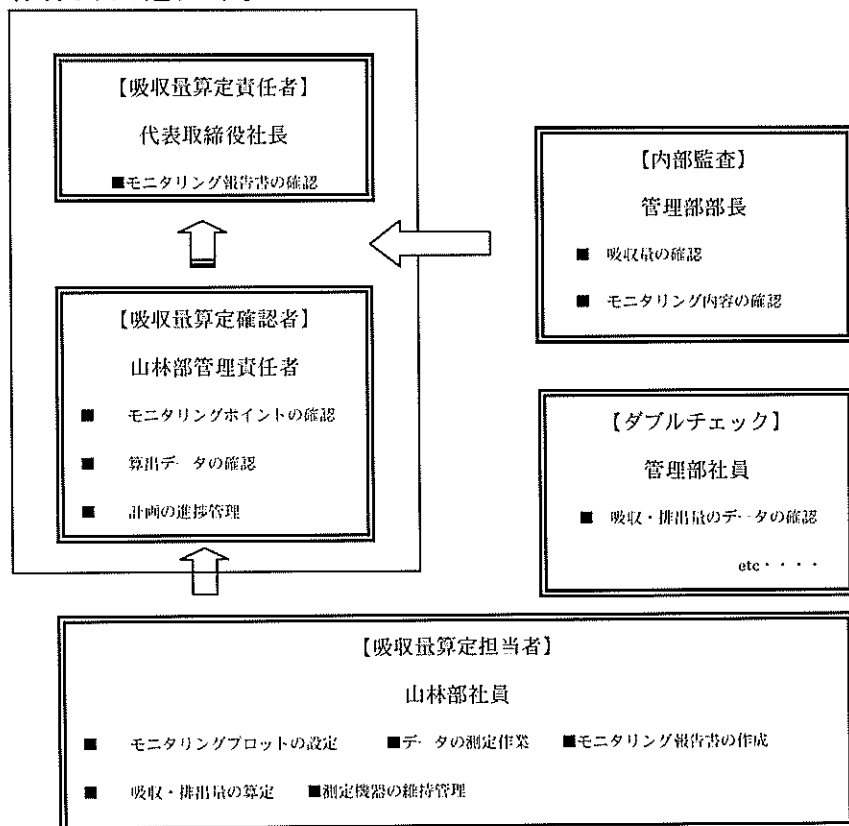 【吸収量算定責任者】
代表取締役社長
■モニタリング報告書の確認
【内部監査】
管理部部長
■ 吸収量の確認
■ モニタリング内容の確認
【吸収量算定確認者】
山林部管理責任者
■ モニタリングポイントの確認
■ 算出データの確認
■ 計画の進捗管理
【ダブルチェック】
管理部社員
■ 吸収・排出量のデータの確認
etc・・・・
【吸収量算定担当者】
山林部社員
■ モニタリングプロットの設定 ■データの測定作業 ■モニタリング報告書の作成
■ 吸収・排出量の算定 ■測定機器の維持管理